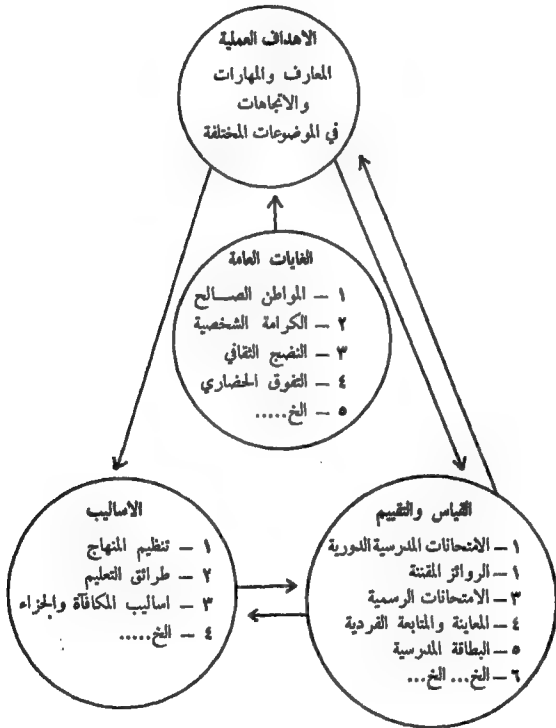 الاهداف العملية
المعارف والمهارات
والاتجاهات
في الموضوعات المختلفة
الغايات العامة
١ – المواطن الصـــالح
٢ – الكرامة الشخصية
٣ – النضج الثقافي
٤ – التفوق الحضاري
٥ – الخ.....
القياس والتقييم
١ – الامتحانات المدرسية الدورية
١ – الروائز المقننة
٣ – الامتحانات الرسمية
٤ – المعاينة والمتابعة الفردية
٥ – البطاقة المدرسية
٦ – الخ... الخ...
الاساليب
١ – تنظيم المنهاج
٢ – طرائق التعليم
٣ – اساليب المكافآة والجزاء
٤ – الخ.....